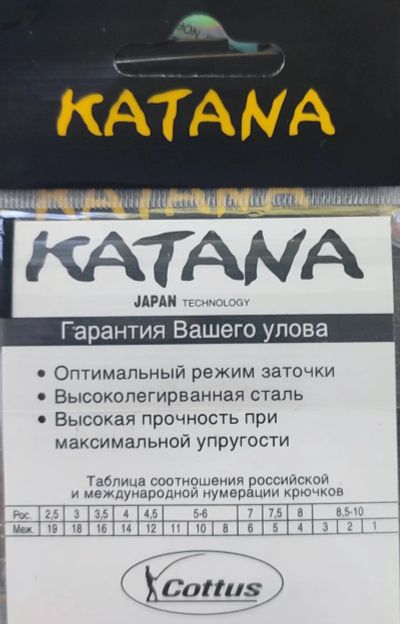 KATANA
KATANA
KATANA
JAPAN TECHNOLOGY
Гарантия Вашего улова
• Оптимальный режим заточки
• Высоколегирванная сталь
• Высокая прочность при
максимальной упругости
Таблица соотношения российской
и международной нумерации крючков
Рос. 2,5 3 3,5 4 4,5 5-6 7 7,5 8 8,5-10
Меж. 19 18 16 14 12 11 10 8 6 5 4 3 2 1
Cottus